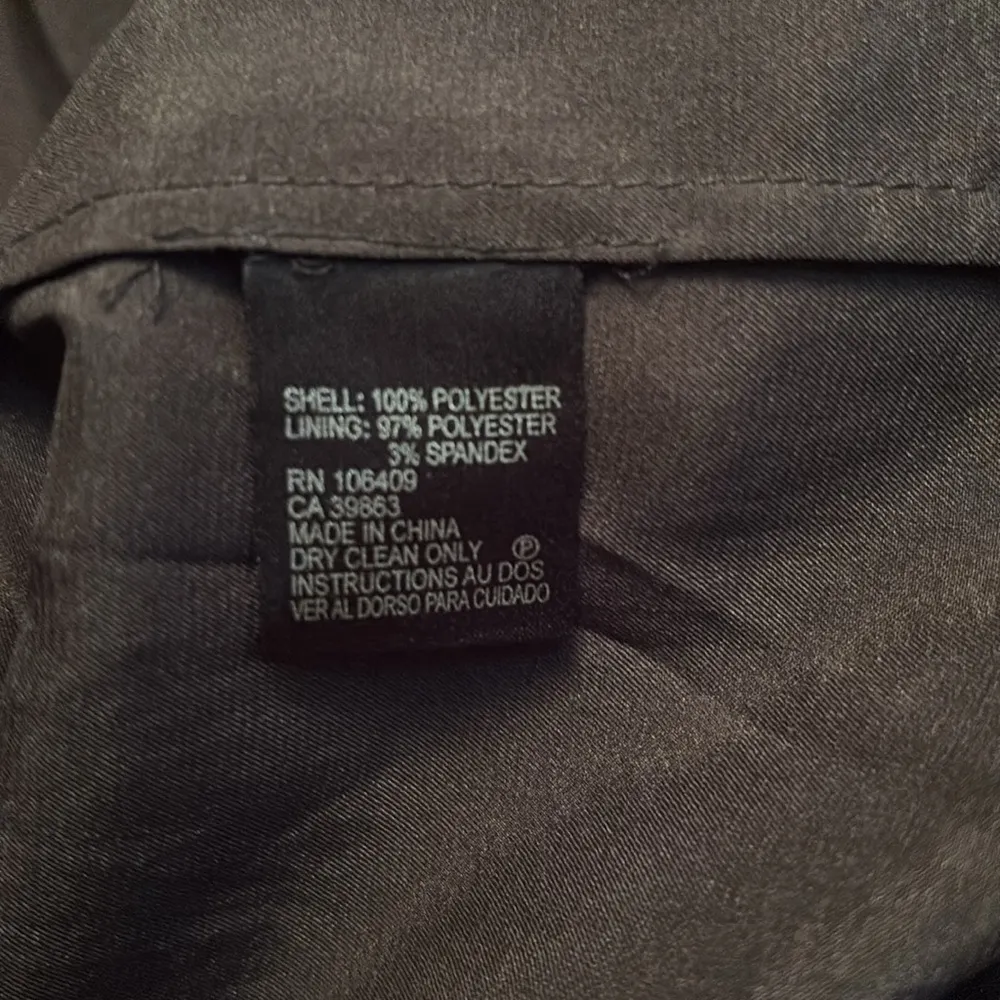 SHELL: 100% POLYESTER
LINING: 97% POLYESTER
3% SPANDEX
RN 106409
CA 39863
MADE IN CHINA
DRY CLEAN ONLY Ⓟ
INSTRUCTIONS AU DOS
VER AL DORSO PARA CUIDADO